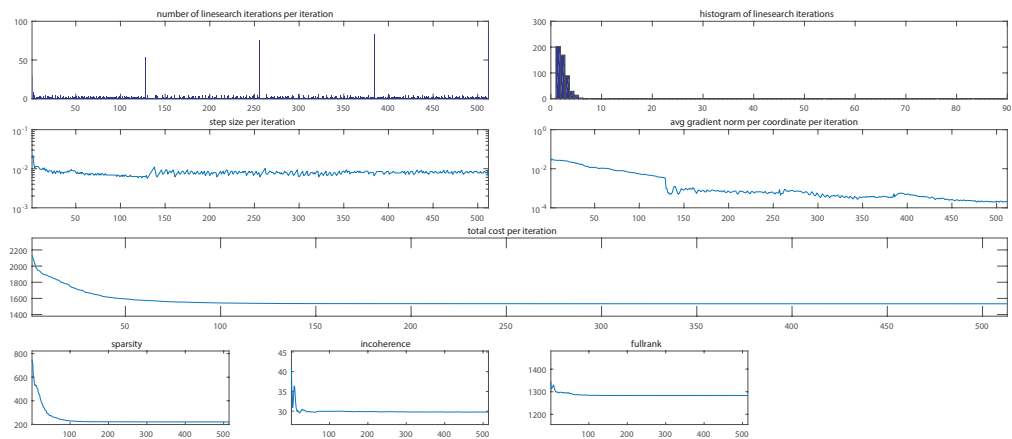 number of linesearch iterations per iteration
100
50
0
50 100 150 200 250 300 350 400 450 500
histogram of linesearch iterations
300
200
100
0
0 10 20 30 40 50 60 70 80 90
step size per iteration
10-1
10-2
10-3
50 100 150 200 250 300 350 400 450 500
avg gradient norm per coordinate per iteration
100
10-2
10-4
50 100 150 200 250 300 350 400 450 500
total cost per iteration
2200
2000
1800
1600
1400
50 100 150 200 250 300 350 400 450 500
sparsity
800
600
400
200
100 200 300 400 500
incoherence
45
40
35
30
100 200 300 400 500
fullrank
1400
1300
1200
100 200 300 400 500